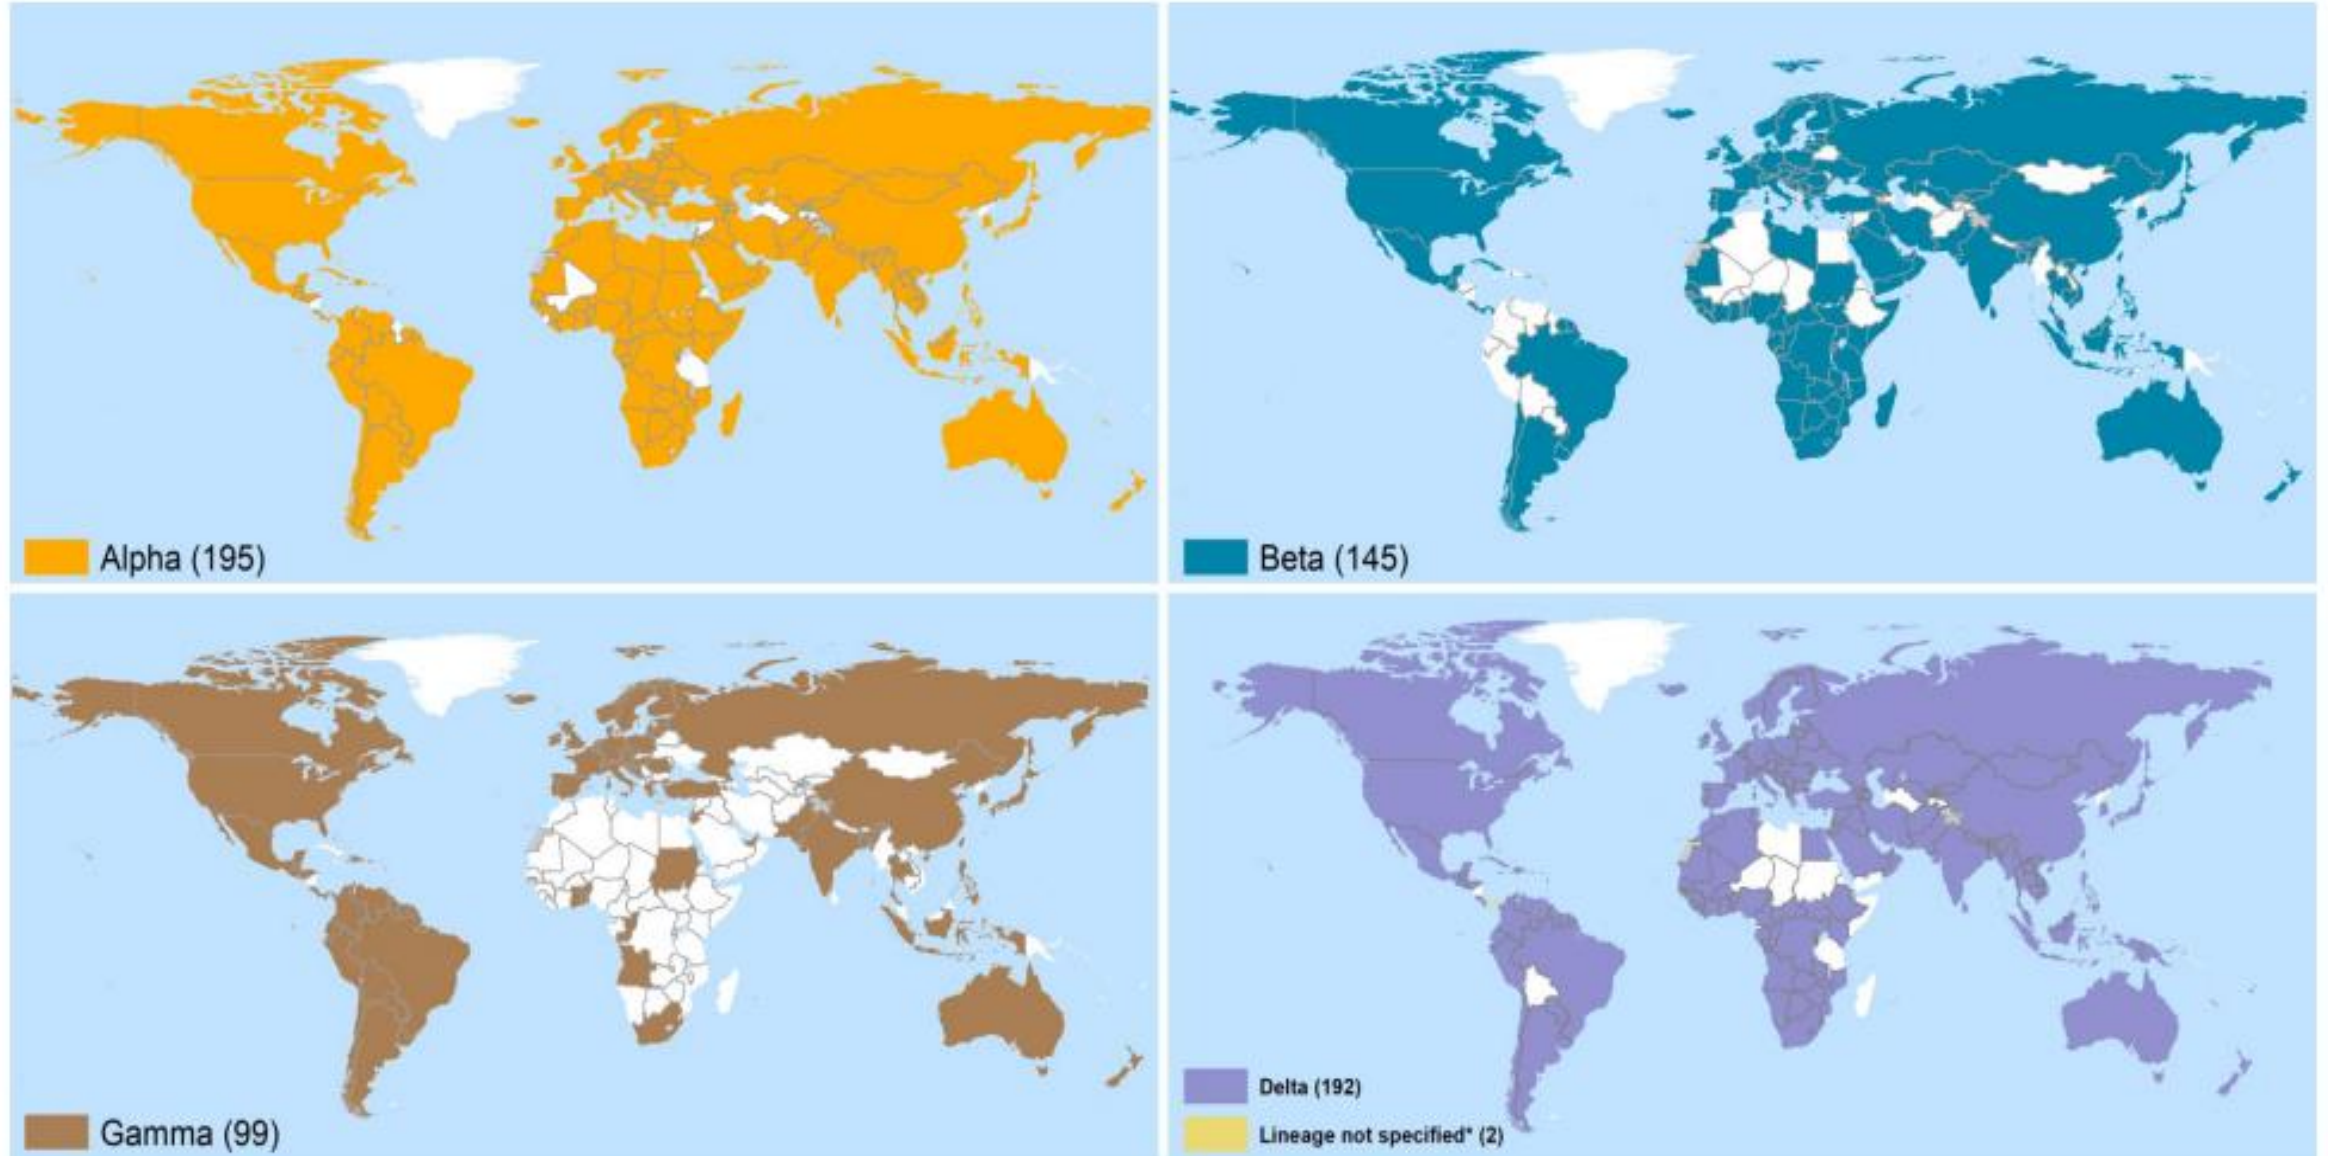 Alpha (195)
Beta (145)
Gamma (99)
Delta (192)
Lineage not specified* (2)